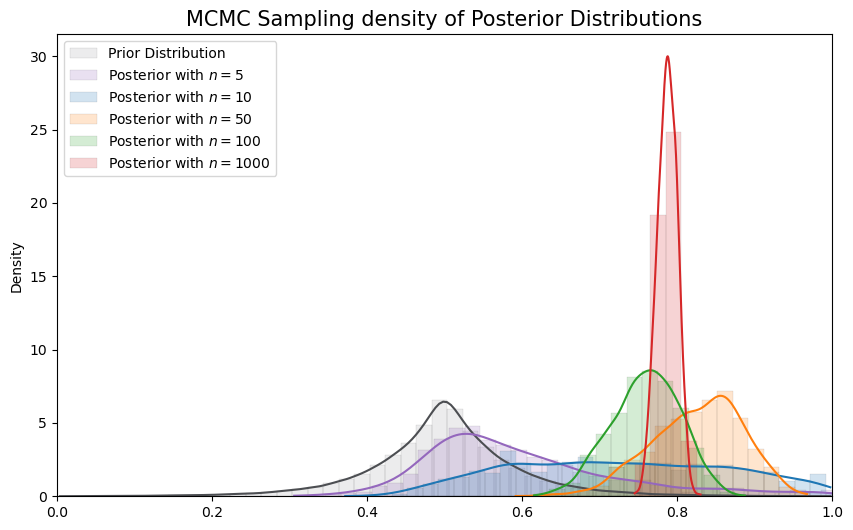 MCMC Sampling density of Posterior Distributions
Prior Distribution
Posterior with n = 5
Posterior with n = 10
Posterior with n = 50
Posterior with n = 100
Posterior with n = 1000
Density
30
25
20
15
10
5
0
0.0 0.2 0.4 0.6 0.8 1.0